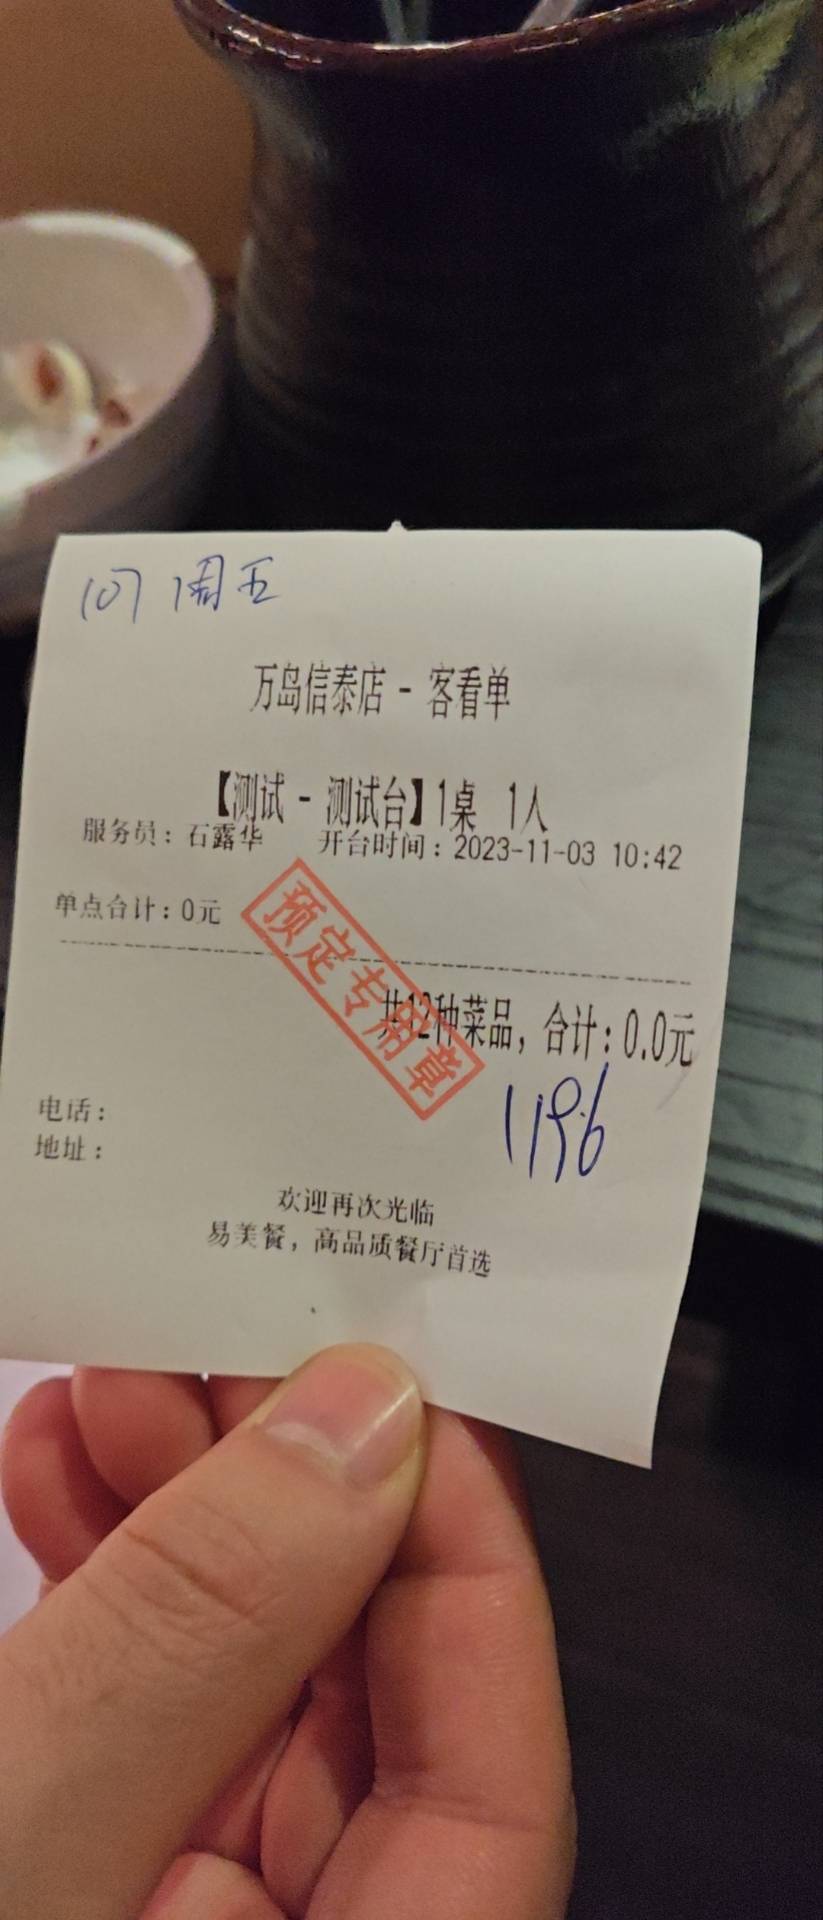 107 周五
万岛信泰店 - 客看单
【测试 - 测试台】1桌 1人
服务员：石露华 开台时间：2023-11-03 10:42
单点合计：0元
预定专用章
共12种菜品，合计：0.0元
1196
电话：
地址：
欢迎再次光临
易美餐，高品质餐厅首选